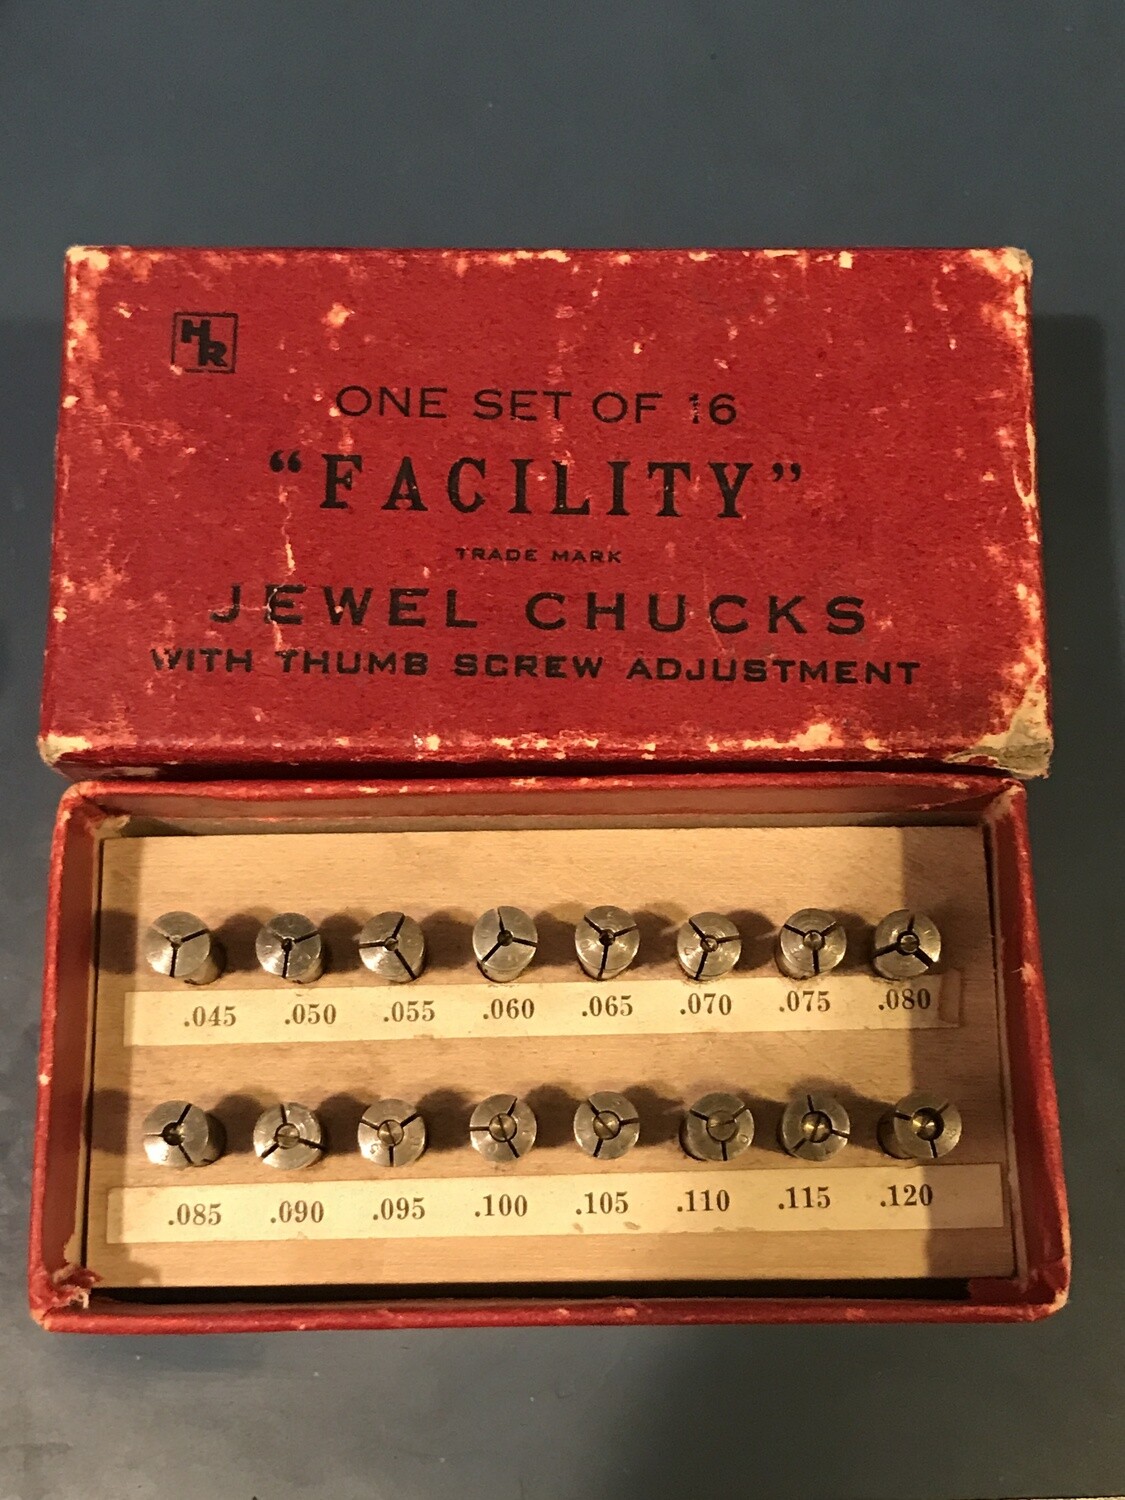 HR
ONE SET OF 16
“FACILITY”
TRADE MARK
JEWEL CHUCKS
WITH THUMB SCREW ADJUSTMENT
.045 .050 .055 .060 .065 .070 .075 .080
.085 .090 .095 .100 .105 .110 .115 .120